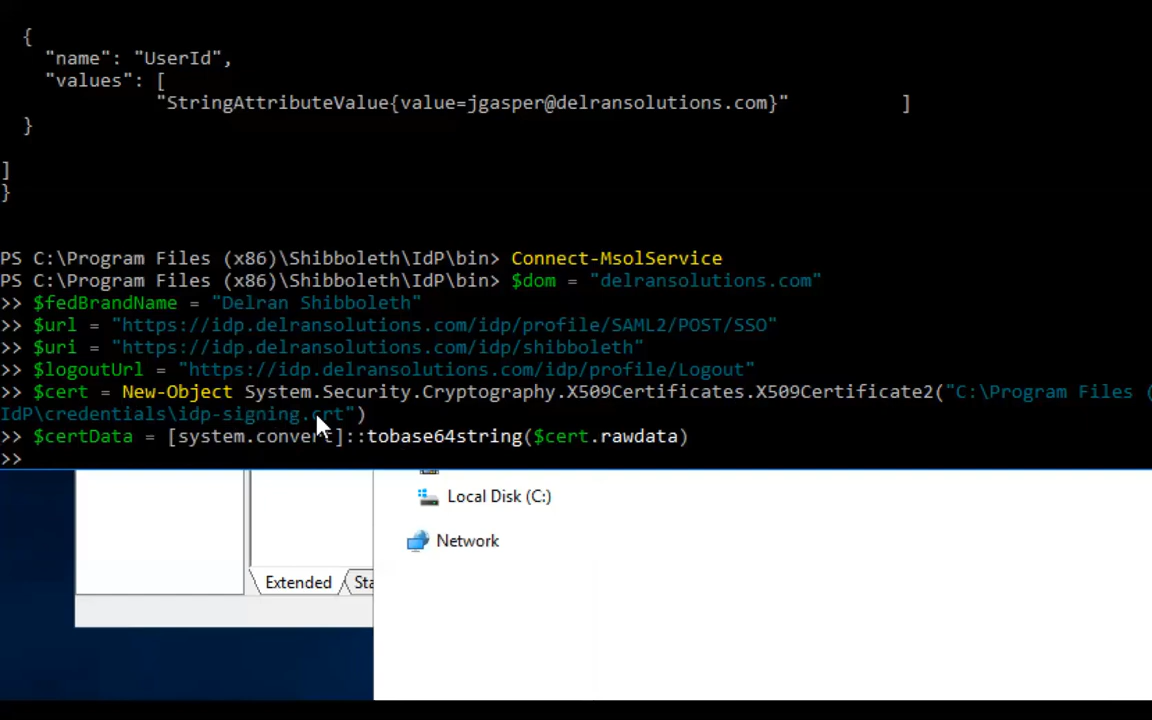 {
"name": "UserId",
"values": [
"StringAttributeValue{value=jgasper@delransolutions.com}" ]
}
]
}
PS C:\Program Files (x86)\Shibboleth\IdP\bin> Connect-MsolService
PS C:\Program Files (x86)\Shibboleth\IdP\bin> $dom = "delransolutions.com"
>> $fedBrandName = "Delran Shibboleth"
>> $url = "https://idp.delransolutions.com/idp/profile/SAML2/POST/SSO"
>> $uri = "https://idp.delransolutions.com/idp/shibboleth"
>> $logoutUrl = "https://idp.delransolutions.com/idp/profile/Logout"
>> $cert = New-Object System.Security.Cryptography.X509Certificates.X509Certificate2("C:\Program Files (
IdP\credentials\idp-signing.crt")
>> $certData = [system.convert]::tobase64string($cert.rawdata)
>>
Local Disk (C:)
Network
Extended
Sta